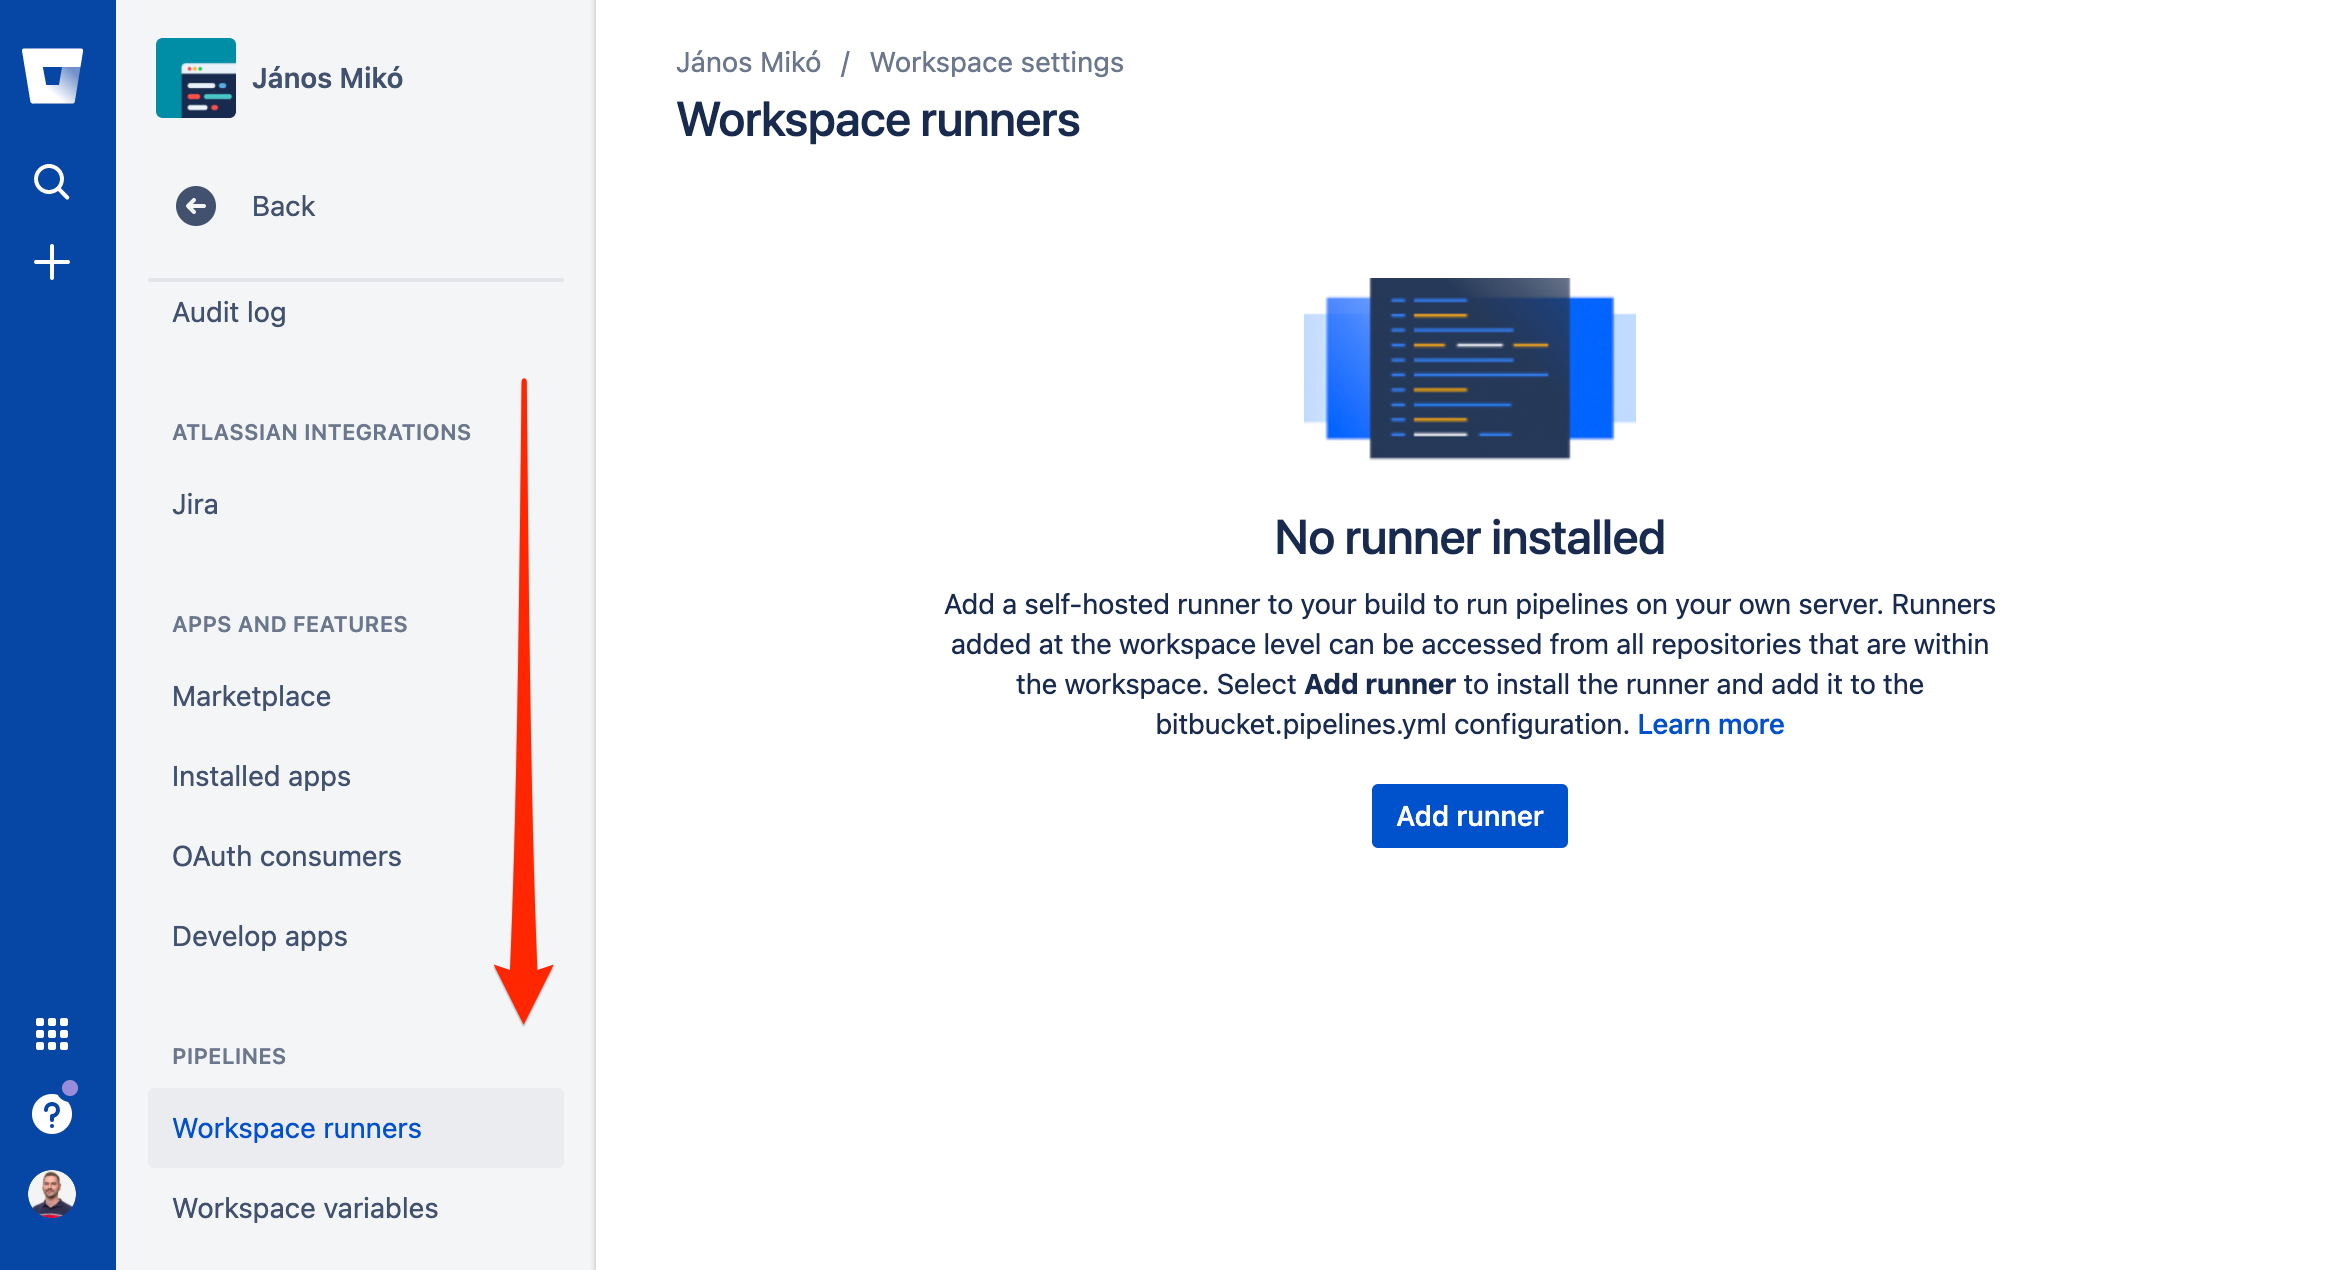 János Mikó
Back
Audit log
ATLASSIAN INTEGRATIONS
Jira
APPS AND FEATURES
Marketplace
Installed apps
OAuth consumers
Develop apps
PIPELINES
Workspace runners
Workspace variables
János Mikó / Workspace settings
Workspace runners
No runner installed
Add a self-hosted runner to your build to run pipelines on your own server. Runners
added at the workspace level can be accessed from all repositories that are within
the workspace. Select Add runner to install the runner and add it to the
bitbucket.pipelines.yml configuration. Learn more
Add runner